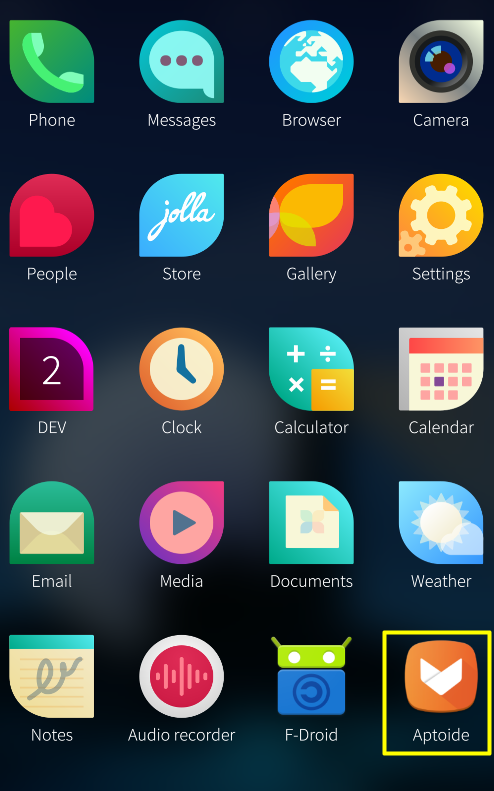 Phone
Messages
Browser
Camera
jolla
People
Store
Gallery
Settings
2
+ ÷
× =
DEV
Clock
Calculator
Calendar
Email
Media
Documents
Weather
Notes
Audio recorder
F-Droid
Aptoide